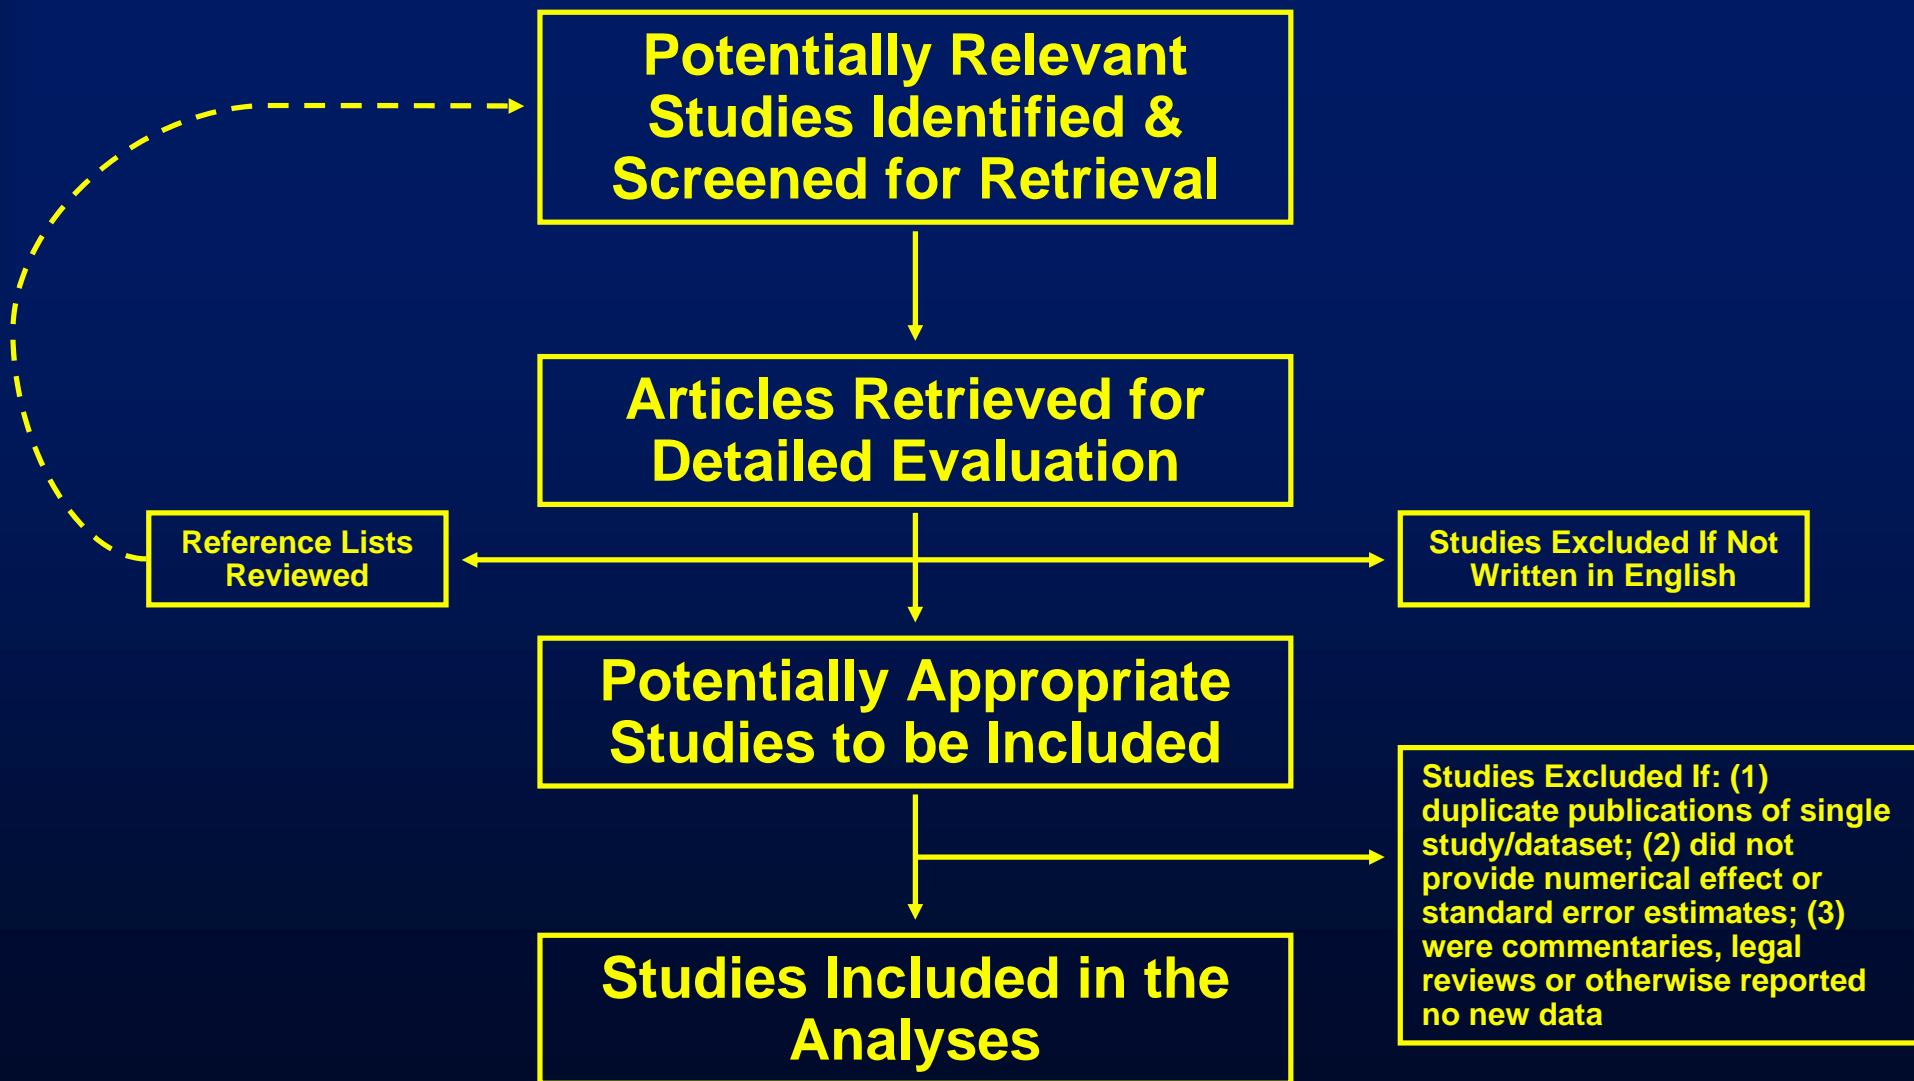 Potentially Relevant
Studies Identified &
Screened for Retrieval
Articles Retrieved for
Detailed Evaluation
Reference Lists
Reviewed
Studies Excluded If Not
Written in English
Potentially Appropriate
Studies to be Included
Studies Excluded If: (1)
duplicate publications of single
study/dataset; (2) did not
provide numerical effect or
standard error estimates; (3)
were commentaries, legal
reviews or otherwise reported
no new data
Studies Included in the
Analyses